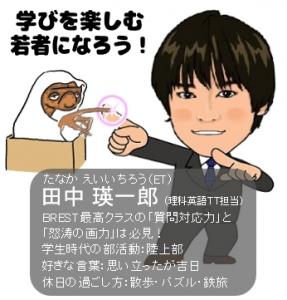 学びを楽しむ
若者になろう！
たなか えいいちろう(ET)
田中 瑛一郎 (理科英語TT担当)
BREST最高クラスの「質問対応力」と
「怒涛の画力」は必見！
学生時代の部活動：陸上部
好きな言葉：思い立ったが吉日
休日の過ごし方：散歩・パズル・鉄旅